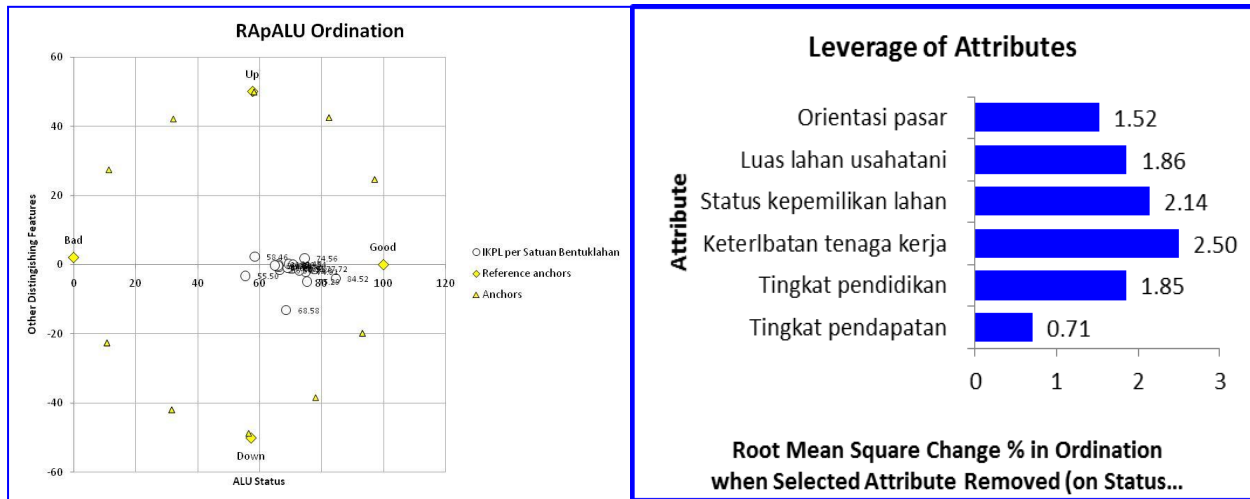 RApALU Ordination
60
40
20
0
-20
-40
-60
0
20
40
60
80
100
120
Other Distingishing Features
ALU Status
Up
Bad
Good
Down
58.46
74.56
55.50
84.52
68.58
IKPL per Satuan Bentuklahan
Reference anchors
Anchors
Leverage of Attributes
Attribute
Orientasi pasar 1.52
Luas lahan usahatani 1.86
Status kepemilikan lahan 2.14
Keterlbatan tenaga kerja 2.50
Tingkat pendidikan 1.85
Tingkat pendapatan 0.71
0 1 2 3
Root Mean Square Change % in Ordination
when Selected Attribute Removed (on Status…